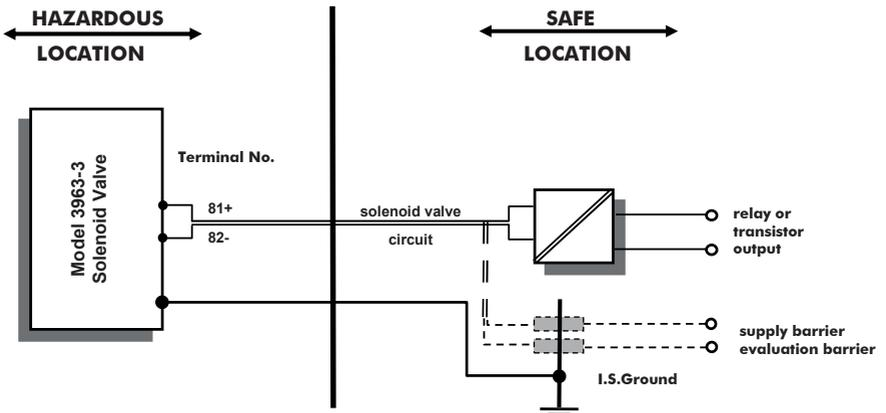 HAZARDOUS
LOCATION
SAFE
LOCATION
Model 3963-3
Solenoid Valve
Terminal No.
81+
82-
solenoid valve
circuit
relay or
transistor
output
supply barrier
evaluation barrier
I.S.Ground